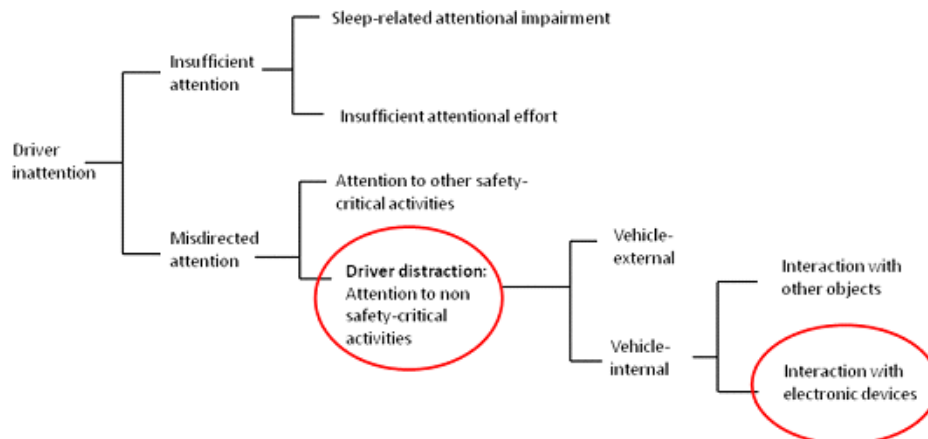 Sleep-related attentional impairment
Insufficient
attention
Insufficient attentional effort
Driver
inattention
Attention to other safety-
critical activities
Misdirected
attention
Driver distraction:
Attention to non
safety-critical
activities
Vehicle-
external
Interaction with
other objects
Vehicle-
internal
Interaction with
electronic devices